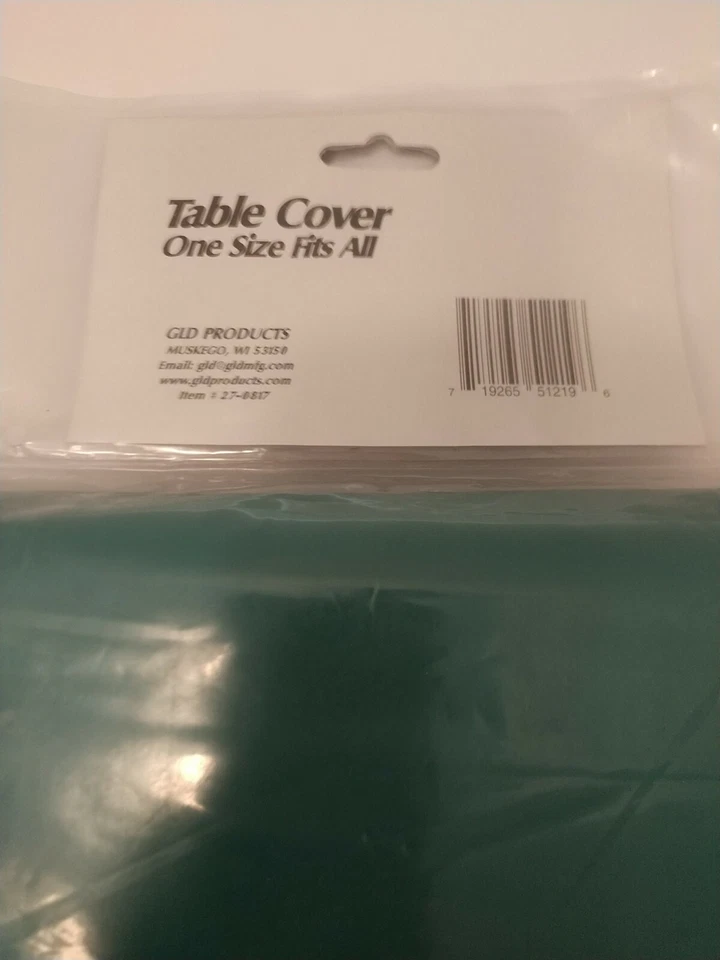 Table Cover
One Size Fits All
GLD PRODUCTS
MUSKEGO, WI 53150
Email: gld@gldmfg.com
www.gldproducts.com
Item # 27-0817
7 19265 51219 6